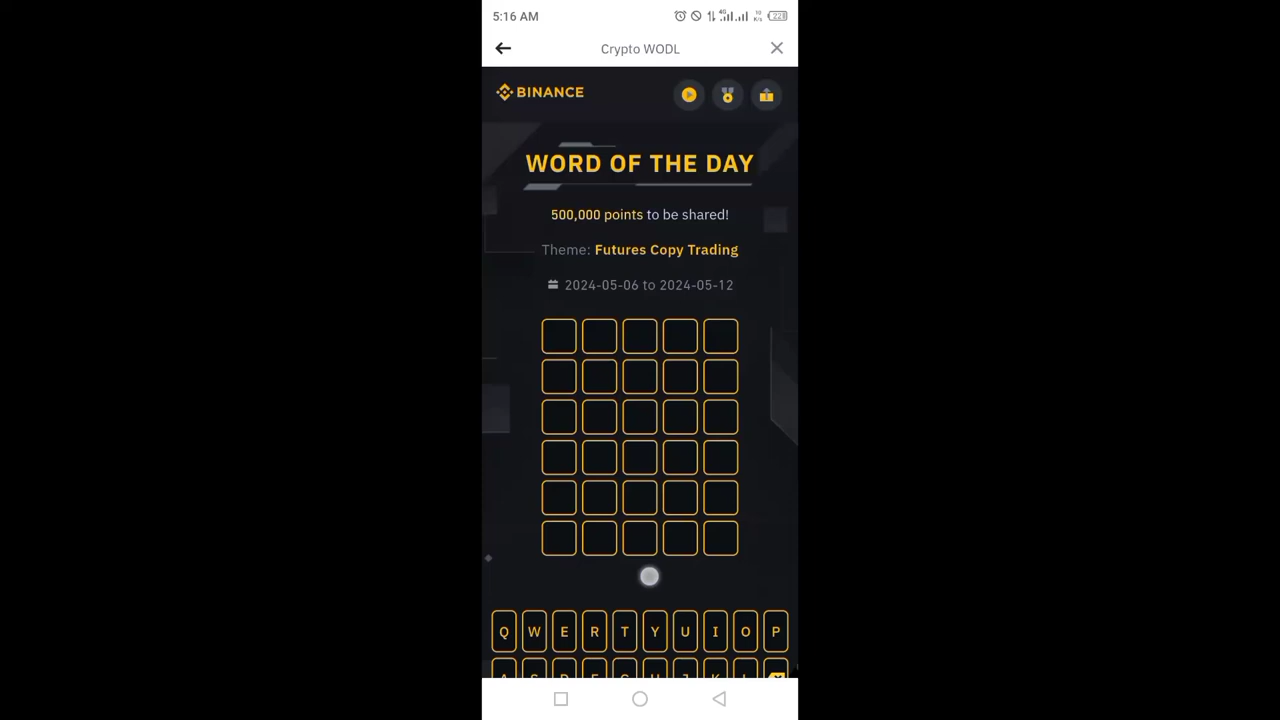 5:16 AM
4G
Crypto WODL
BINANCE
WORD OF THE DAY
500,000 points to be shared!
Theme: Futures Copy Trading
2024-05-06 to 2024-05-12
Q W E R T Y U I O P